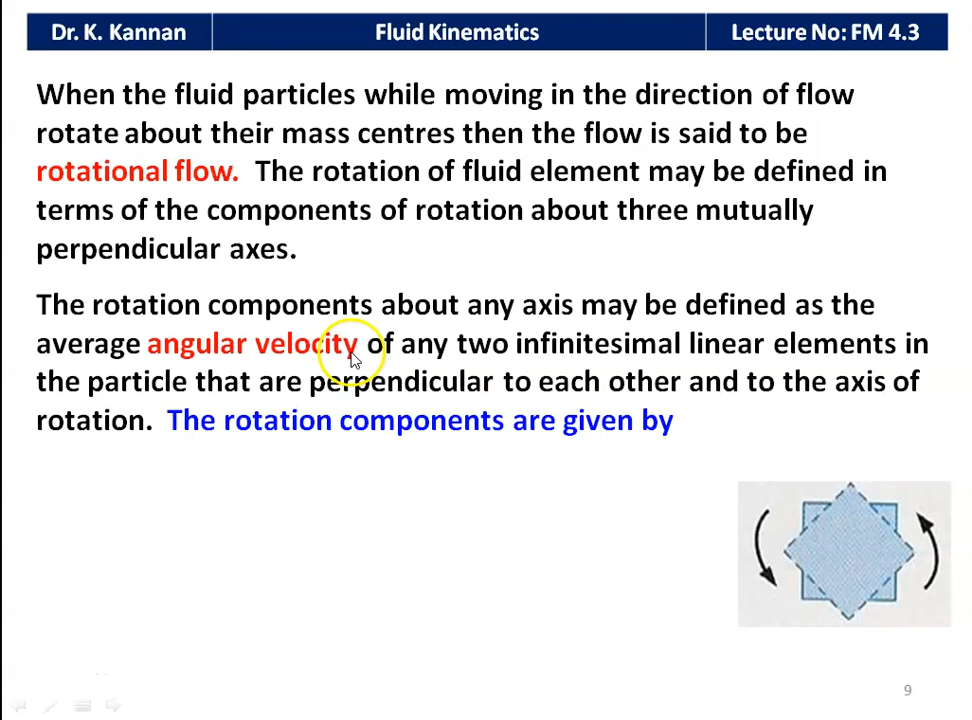 Dr. K. Kannan Fluid Kinematics Lecture No: FM 4.3
When the fluid particles while moving in the direction of flow
rotate about their mass centres then the flow is said to be
rotational flow. The rotation of fluid element may be defined in
terms of the components of rotation about three mutually
perpendicular axes.
The rotation components about any axis may be defined as the
average angular velocity of any two infinitesimal linear elements in
the particle that are perpendicular to each other and to the axis of
rotation. The rotation components are given by
9